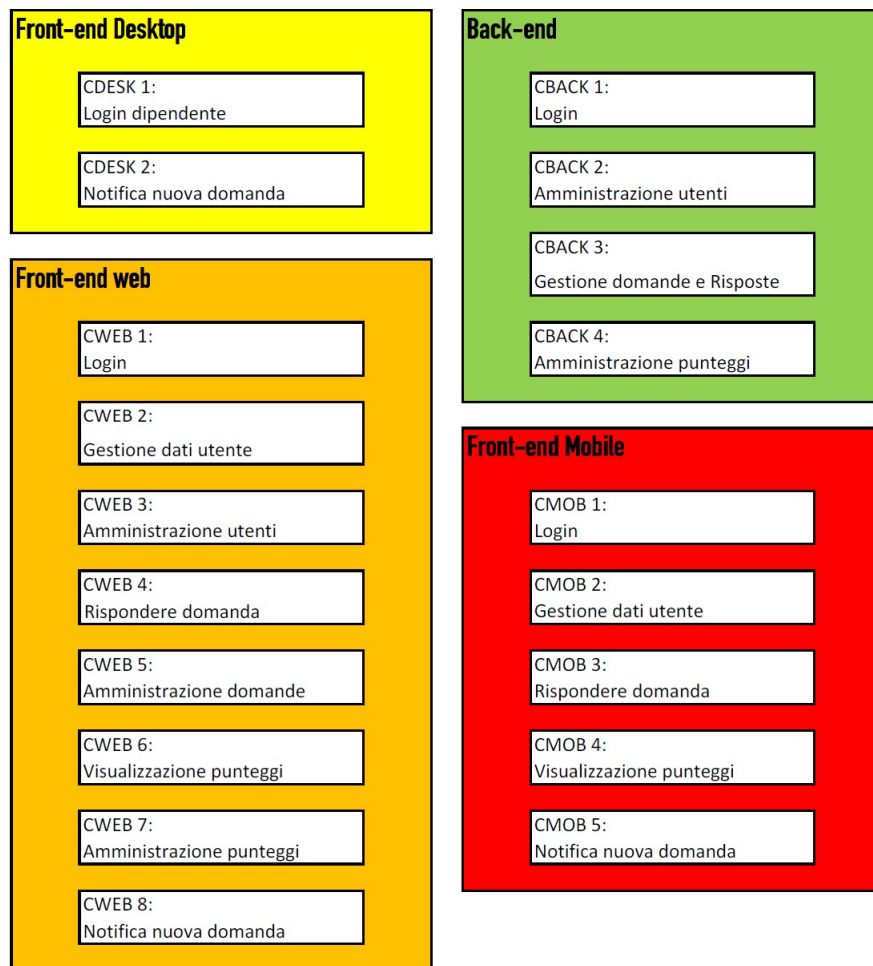 Front-end Desktop
CDESK 1:
Login dipendente
CDESK 2:
Notifica nuova domanda
Front-end web
CWEB 1:
Login
CWEB 2:
Gestione dati utente
CWEB 3:
Amministrazione utenti
CWEB 4:
Rispondere domanda
CWEB 5:
Amministrazione domande
CWEB 6:
Visualizzazione punteggi
CWEB 7:
Amministrazione punteggi
CWEB 8:
Notifica nuova domanda
Back-end
CBACK 1:
Login
CBACK 2:
Amministrazione utenti
CBACK 3:
Gestione domande e Risposte
CBACK 4:
Amministrazione punteggi
Front-end Mobile
CMOB 1:
Login
CMOB 2:
Gestione dati utente
CMOB 3:
Rispondere domanda
CMOB 4:
Visualizzazione punteggi
CMOB 5:
Notifica nuova domanda